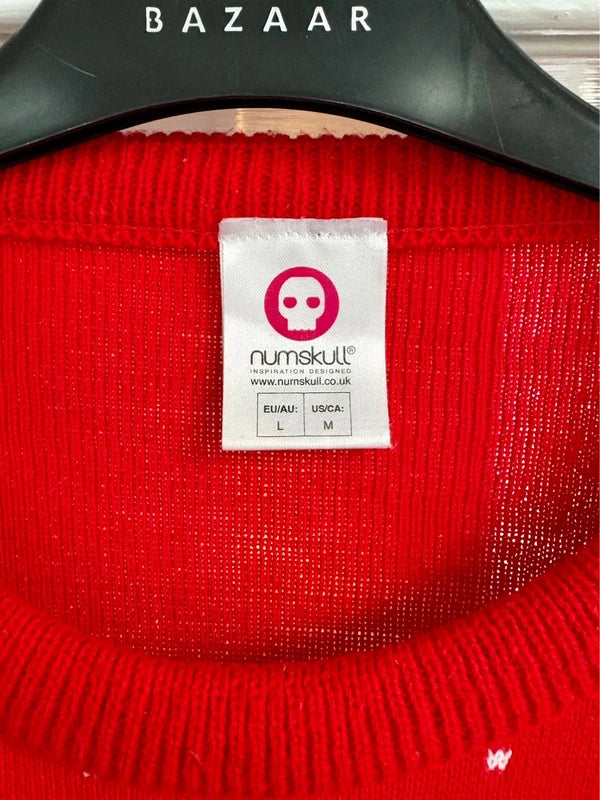 BAZAAR
numskull®
INSPIRATION DESIGNED
www.numskull.co.uk
EU/AU: US/CA:
L M